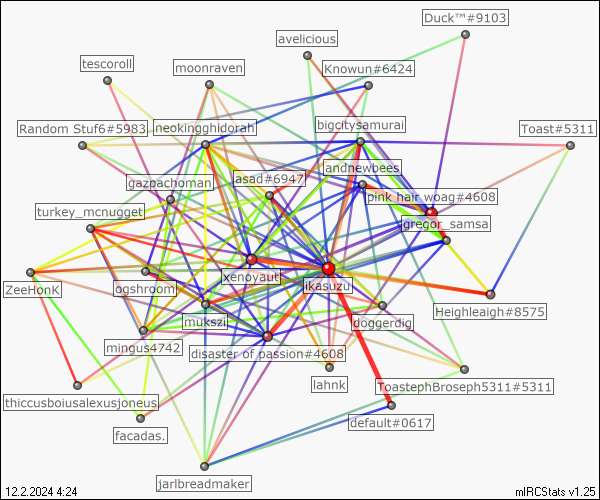 Duck™#9103
avelicious
tescoroll
moonraven
Knowun#6424
Random Stuf6#5983
neokingghidorah
bigcitysamurai
Toast#5311
andnewbees
gazpachoman
asad#6947
pink hair woag#4608
turkey_mcnugget
gregor_samsa
xenoyaut
ZeeHonK
ogshroom
ikasuzu
Heighleaigh#8575
mukszi
doggerdig
mingus4742
disaster of passion#4608
lahnk
ToastephBroseph5311#5311
thiccusboiusalexusjoneus
default#0617
facadas.
jarlbreadmaker
12.2.2024 4:24
mIRCStats v1.25